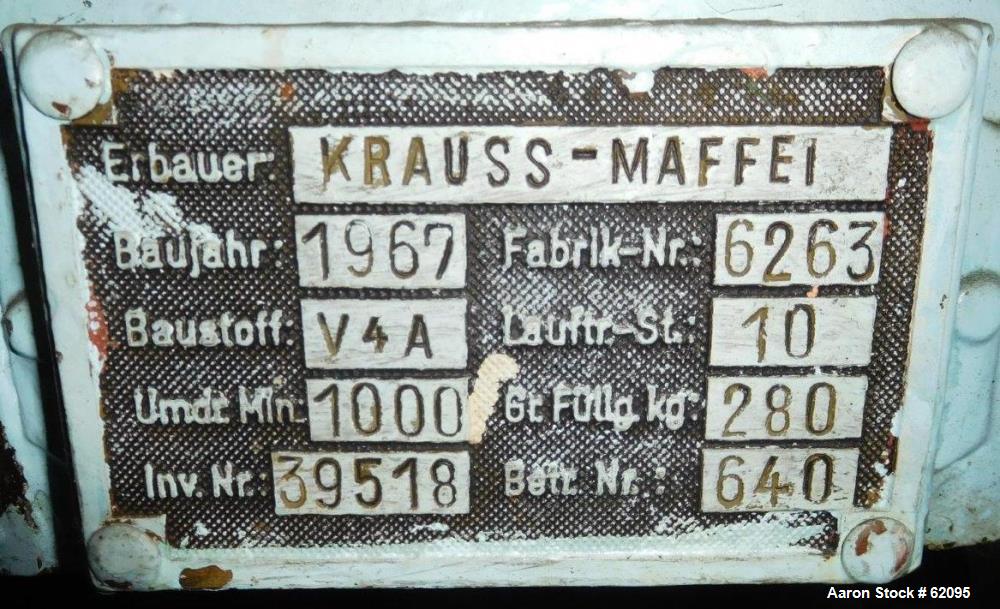 Erbauer: KRAUSS-MAFFEI
Baujahr: 1967 Fabrik-Nr.: 6263
Baustoff: V4A Lauftr.-St.: 10
Umdr. Min. 1000 Gt. Füllg. kg: 280
Inv. Nr.: 39518 Betr. Nr.: 640
Aaron Stock # 62095